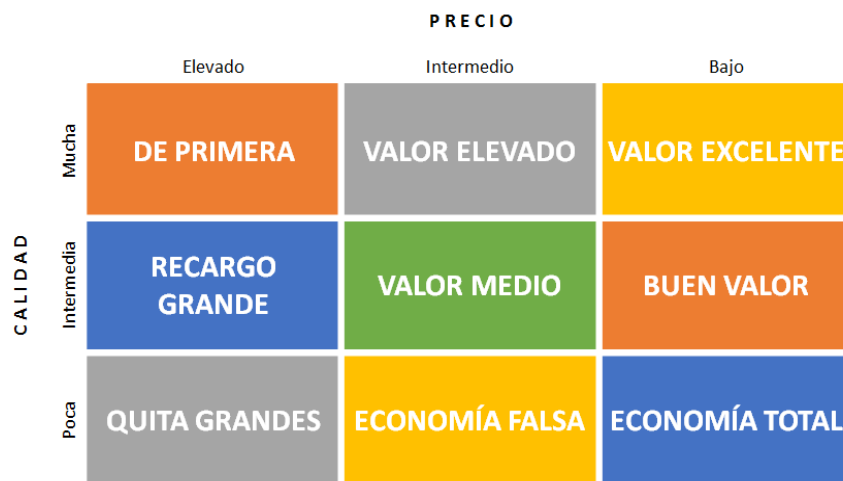 PRECIO
Elevado Intermedio Bajo
Mucha
DE PRIMERA VALOR ELEVADO VALOR EXCELENTE
CALIDAD
Intermedia
RECARGO
GRANDE
VALOR MEDIO BUEN VALOR
Poca
QUITA GRANDES ECONOMÍA FALSA ECONOMÍA TOTAL